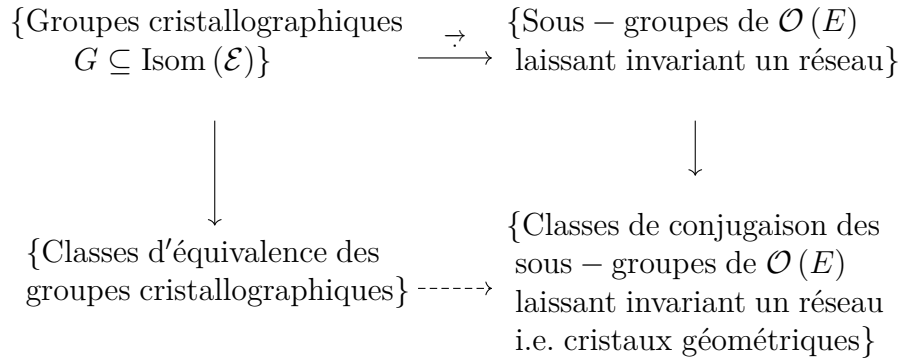 {Groupes cristallographiques
G ⊆ Isom (ℰ)}
→
.
{Sous − groupes de 𝒪 (E)
laissant invariant un réseau}
{Classes d′équivalence des
groupes cristallographiques}
{Classes de conjugaison des
sous − groupes de 𝒪 (E)
laissant invariant un réseau
i.e. cristaux géométriques}